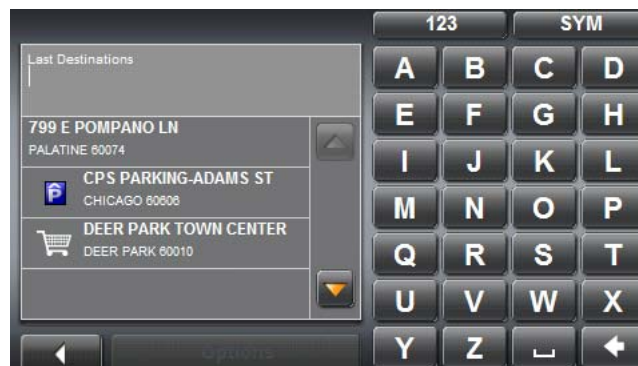 123 SYM
Last Destinations
799 E POMPANO LN
PALATINE 60074
P
CPS PARKING-ADAMS ST
CHICAGO 60606
DEER PARK TOWN CENTER
DEER PARK 60010
A B C D
E F G H
I J K L
M N O P
Q R S T
U V W X
Y Z
Options